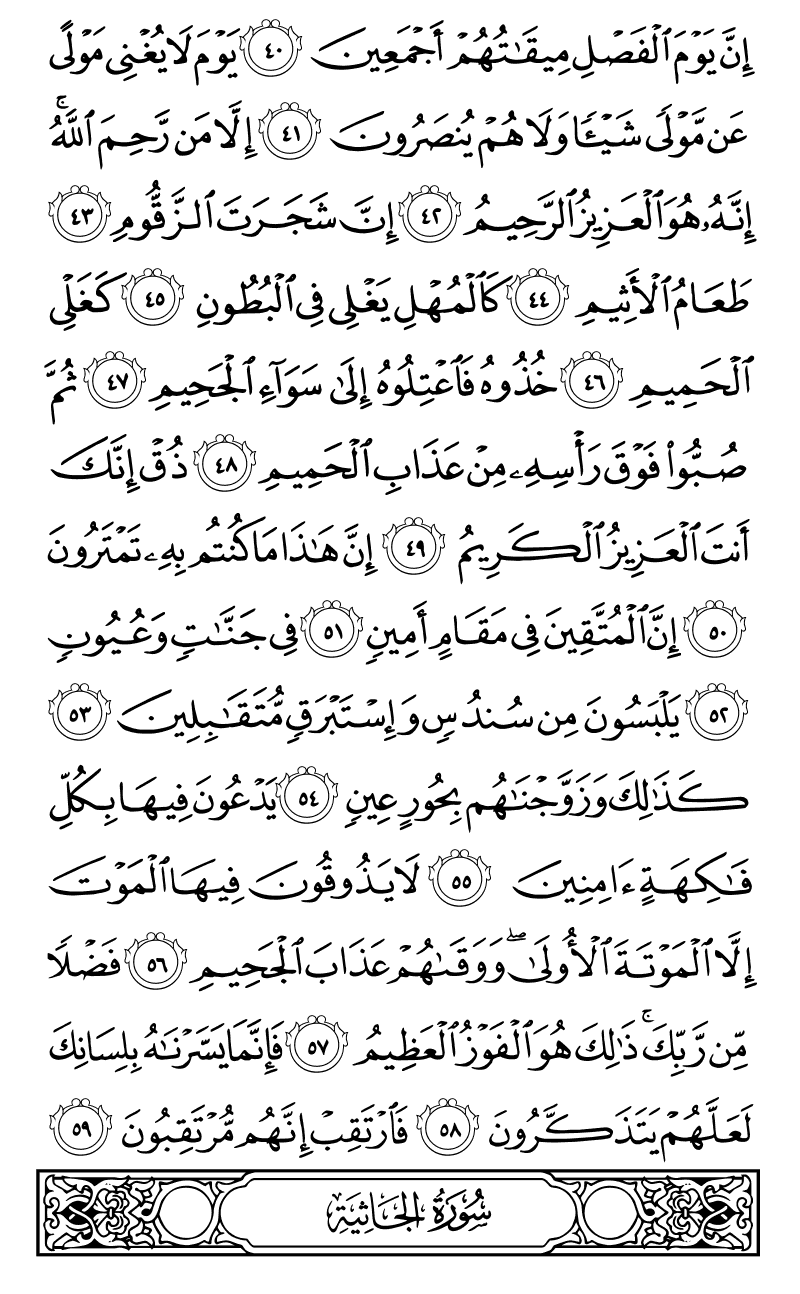 إِنَّ يَوْمَ ٱلْفَصْلِ مِيقَـٰتُهُمْ أَجْمَعِينَ ٤٠ يَوْمَ لَا يُغْنِى مَوْلًى
عَن مَّوْلًى شَيْـًٔا وَلَا هُمْ يُنصَرُونَ ٤١ إِلَّا مَن رَّحِمَ ٱللَّهُ ۚ
إِنَّهُۥ هُوَ ٱلْعَزِيزُ ٱلرَّحِيمُ ٤٢ إِنَّ شَجَرَتَ ٱلزَّقُّومِ ٤٣
طَعَامُ ٱلْأَثِيمِ ٤٤ كَٱلْمُهْلِ يَغْلِى فِى ٱلْبُطُونِ ٤٥ كَغَلْىِ
ٱلْحَمِيمِ ٤٦ خُذُوهُ فَٱعْتِلُوهُ إِلَىٰ سَوَآءِ ٱلْجَحِيمِ ٤٧ ثُمَّ
صُبُّوا۟ فَوْقَ رَأْسِهِۦ مِنْ عَذَابِ ٱلْحَمِيمِ ٤٨ ذُقْ إِنَّكَ
أَنتَ ٱلْعَزِيزُ ٱلْكَرِيمُ ٤٩ إِنَّ هَـٰذَا مَا كُنتُم بِهِۦ تَمْتَرُونَ
٥٠ إِنَّ ٱلْمُتَّقِينَ فِى مَقَامٍ أَمِينٍ ٥١ فِى جَنَّـٰتٍ وَعُيُونٍ
٥٢ يَلْبَسُونَ مِن سُندُسٍ وَإِسْتَبْرَقٍ مُّتَقَـٰبِلِينَ ٥٣
كَذَٰلِكَ وَزَوَّجْنَـٰهُم بِحُورٍ عِينٍ ٥٤ يَدْعُونَ فِيهَا بِكُلِّ
فَـٰكِهَةٍ ءَامِنِينَ ٥٥ لَا يَذُوقُونَ فِيهَا ٱلْمَوْتَ
إِلَّا ٱلْمَوْتَةَ ٱلْأُولَىٰ ۖ وَوَقَىٰهُمْ عَذَابَ ٱلْجَحِيمِ ٥٦ فَضْلًا
مِّن رَّبِّكَ ۚ ذَٰلِكَ هُوَ ٱلْفَوْزُ ٱلْعَظِيمُ ٥٧ فَإِنَّمَا يَسَّرْنَـٰهُ بِلِسَانِكَ
لَعَلَّهُمْ يَتَذَكَّرُونَ ٥٨ فَٱرْتَقِبْ إِنَّهُم مُّرْتَقِبُونَ ٥٩
سُورَةُ الجَاثِيَةِ